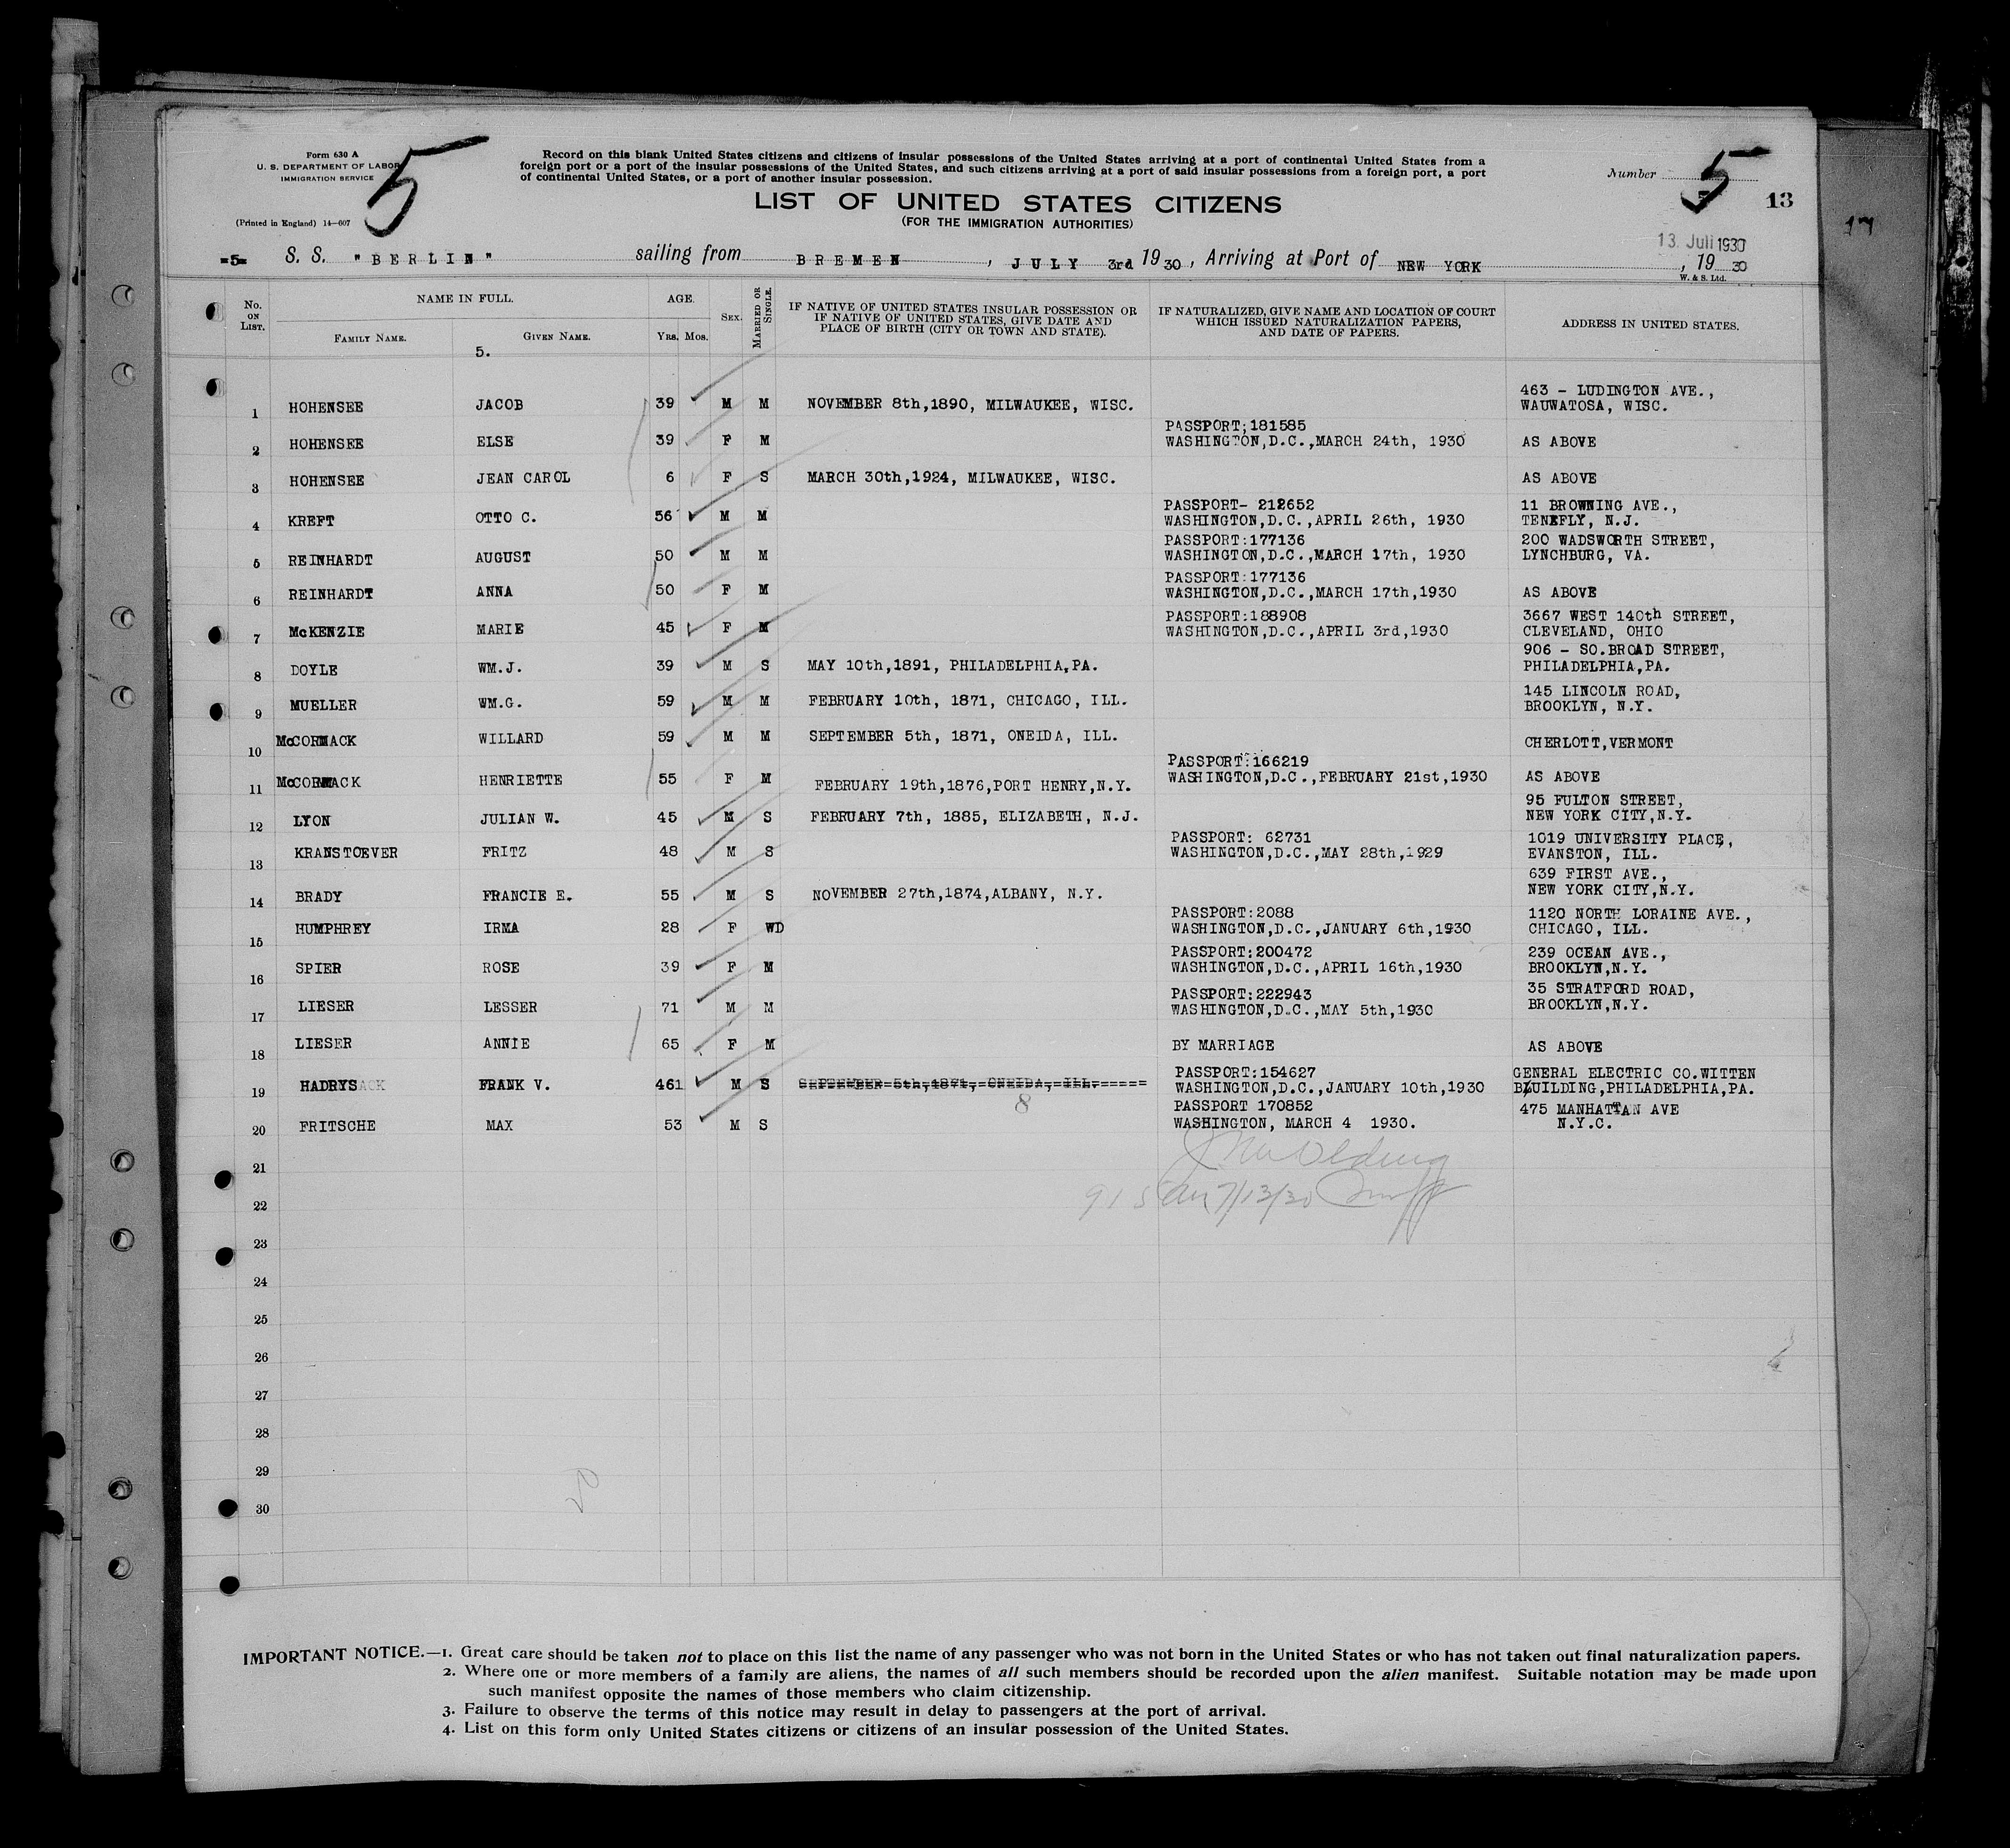 Form 630 A
U. S. DEPARTMENT OF LABOR
IMMIGRATION SERVICE
(Printed in England) 14—607
5
Record on this blank United States citizens and citizens of insular possessions of the United States arriving at a port of continental United States from a
foreign port or a port of the insular possessions of the United States, and such citizens arriving at a port of said insular possessions from a foreign port, a port
of continental United States, or a port of another insular possession.
Number 5
13
17
LIST OF UNITED STATES CITIZENS
(FOR THE IMMIGRATION AUTHORITIES)
13. Juli 1930
=5= S. S. "BERLIN" sailing from BREMEN, JULY 3rd 1930, Arriving at Port of NEW YORK, 19 30
W. & S. Ltd.
No. ON LIST. NAME IN FULL. AGE. SEX. MARRIED OR SINGLE. IF NATIVE OF UNITED STATES INSULAR POSSESSION OR IF NATIVE OF UNITED STATES, GIVE DATE AND PLACE OF BIRTH (CITY OR TOWN AND STATE). IF NATURALIZED, GIVE NAME AND LOCATION OF COURT WHICH ISSUED NATURALIZATION PAPERS, AND DATE OF PAPERS. ADDRESS IN UNITED STATES.
FAMILY NAME. GIVEN NAME. YRS. MOS.
5.
1 HOHENSEE JACOB 39 M M NOVEMBER 8th,1890, MILWAUKEE, WISC. 463 - LUDINGTON AVE., WAUWATOSA, WISC.
2 HOHENSEE ELSE 39 F M PASSPORT;181585 WASHINGTON,D.C.,MARCH 24th, 1930 AS ABOVE
3 HOHENSEE JEAN CAROL 6 F S MARCH 30th,1924, MILWAUKEE, WISC. AS ABOVE
4 KREFT OTTO C. 56 M M PASSPORT- 212652 WASHINGTON,D.C.,APRIL 26th, 1930 11 BROWNING AVE., TENEFLY, N.J.
5 REINHARDT AUGUST 50 M M PASSPORT:177136 WASHINGTON,D.C.,MARCH 17th, 1930 200 WADSWORTH STREET, LYNCHBURG, VA.
6 REINHARDT ANNA 50 F M PASSPORT:177136 WASHINGTON,D.C.,MARCH 17th,1930 AS ABOVE
7 McKENZIE MARIE 45 F M PASSPORT:188908 WASHINGTON,D.C.,APRIL 3rd,1930 3667 WEST 140th STREET, CLEVELAND, OHIO
8 DOYLE WM.J. 39 M S MAY 10th,1891, PHILADELPHIA,PA. 906 - SO.BROAD STREET, PHILADELPHIA,PA.
9 MUELLER WM.G. 59 M M FEBRUARY 10th, 1871, CHICAGO, ILL. 145 LINCOLN ROAD, BROOKLYN, N.Y.
10 McCORMACK WILLARD 59 M M SEPTEMBER 5th, 1871, ONEIDA, ILL. CHERLOTT,VERMONT
11 McCORMACK HENRIETTE 55 F M FEBRUARY 19th,1876,PORT HENRY,N.Y. PASSPORT:166219 WASHINGTON,D.C.,FEBRUARY 21st,1930 AS ABOVE
12 LYON JULIAN W. 45 M S FEBRUARY 7th, 1885, ELIZABETH, N.J. 95 FULTON STREET, NEW YORK CITY,N.Y.
13 KRANSTOEVER FRITZ 48 M S PASSPORT: 62731 WASHINGTON,D.C.,MAY 28th,1929 1019 UNIVERSITY PLACE, EVANSTON, ILL.
14 BRADY FRANCIE E. 55 M S NOVEMBER 27th,1874,ALBANY, N.Y. 639 FIRST AVE., NEW YORK CITY,N.Y.
15 HUMPHREY IRMA 28 F WD PASSPORT:2088 WASHINGTON,D.C.,JANUARY 6th,1930 1120 NORTH LORAINE AVE., CHICAGO, ILL.
16 SPIER ROSE 39 F M PASSPORT:200472 WASHINGTON,D.C.,APRIL 16th,1930 239 OCEAN AVE., BROOKLYN,N.Y.
17 LIESER LESSER 71 M M PASSPORT:222943 WASHINGTON,D.C.,MAY 5th,1930 35 STRATFORD ROAD, BROOKLYN,N.Y.
18 LIESER ANNIE 65 F M BY MARRIAGE AS ABOVE
19 HADRYSACK FRANK V. 461 M S SEPTEMBER 5th,1871, ONEIDA, ILL. PASSPORT:154627 WASHINGTON,D.C.,JANUARY 10th,1930 GENERAL ELECTRIC CO.WITTEN BUILDING,PHILADELPHIA,PA.
8
20 FRITSCHE MAX 53 M S PASSPORT 170852 WASHINGTON, MARCH 4 1930. 475 MANHATTAN AVE N.Y.C.
21
22 7/13/30
23
24
25
26
27
28
29
30
20
IMPORTANT NOTICE.—1. Great care should be taken not to place on this list the name of any passenger who was not born in the United States or who has not taken out final naturalization papers.
2. Where one or more members of a family are aliens, the names of all such members should be recorded upon the alien manifest. Suitable notation may be made upon
such manifest opposite the names of those members who claim citizenship.
3. Failure to observe the terms of this notice may result in delay to passengers at the port of arrival.
4. List on this form only United States citizens or citizens of an insular possession of the United States.